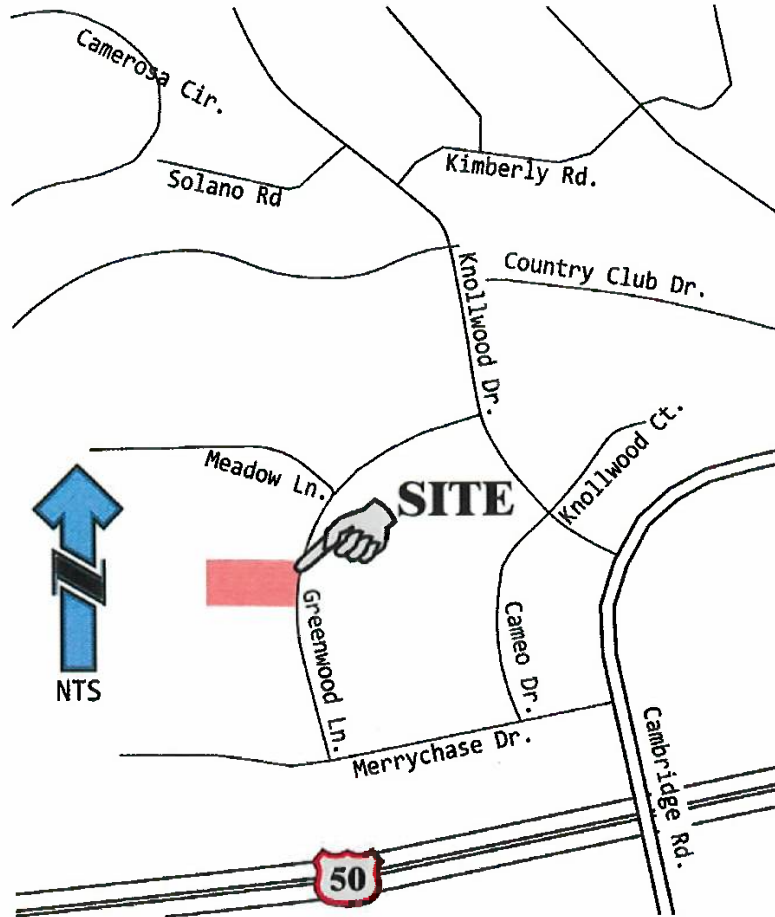 Camerosa Cir.
Solano Rd
Kimberly Rd.
Country Club Dr.
Knollwood Dr.
Knollwood Ct.
Meadow Ln.
SITE
NTS
Greenwood Ln.
Cameo Dr.
Merrychase Dr.
Cambridge Rd.
50